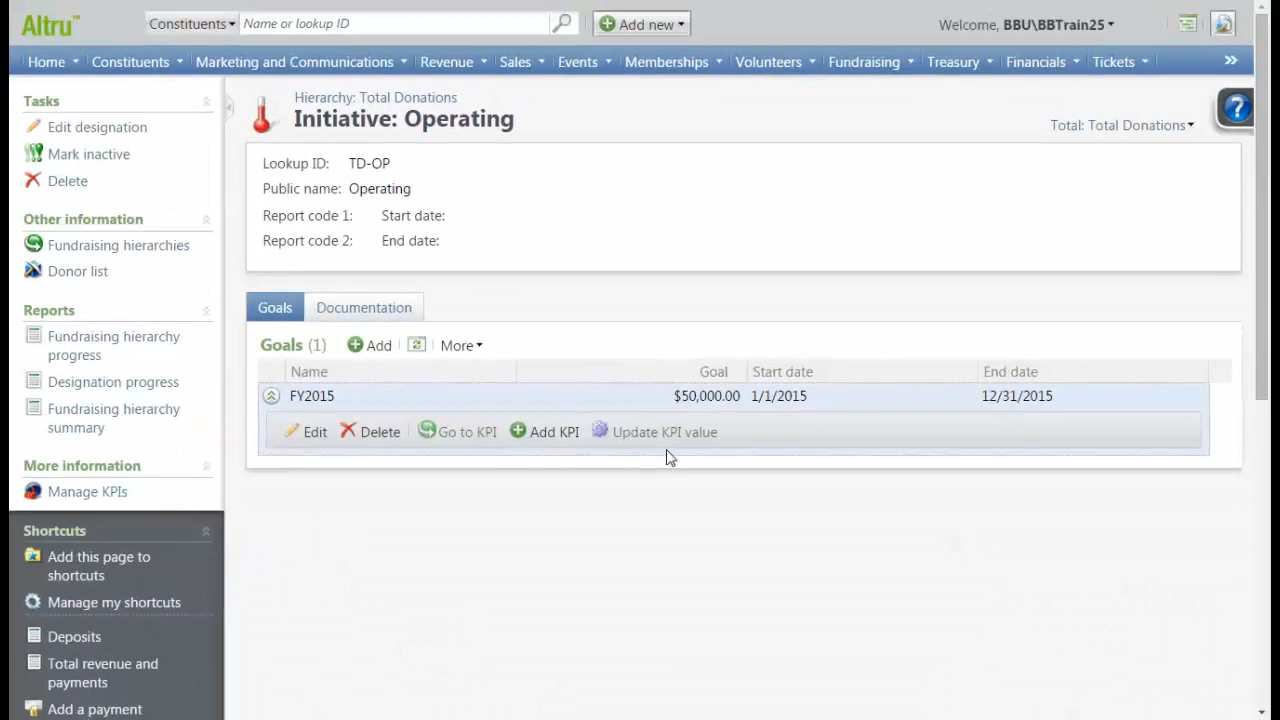 Altru
Constituents Name or lookup ID Add new Welcome, BBU\BBTrain25
Home Constituents Marketing and Communications Revenue Sales Events Memberships Volunteers Fundraising Treasury Financials Tickets »
Tasks
Edit designation
Mark inactive
Delete
Other information
Fundraising hierarchies
Donor list
Reports
Fundraising hierarchy
progress
Designation progress
Fundraising hierarchy
summary
More information
Manage KPIs
Shortcuts
Add this page to
shortcuts
Manage my shortcuts
Deposits
Total revenue and
payments
Add a payment
Hierarchy: Total Donations
Initiative: Operating
Total: Total Donations
?
Lookup ID: TD-OP
Public name: Operating
Report code 1: Start date:
Report code 2: End date:
Goals Documentation
Goals (1) Add More
Name Goal Start date End date
FY2015 $50,000.00 1/1/2015 12/31/2015
Edit Delete Go to KPI Add KPI Update KPI value